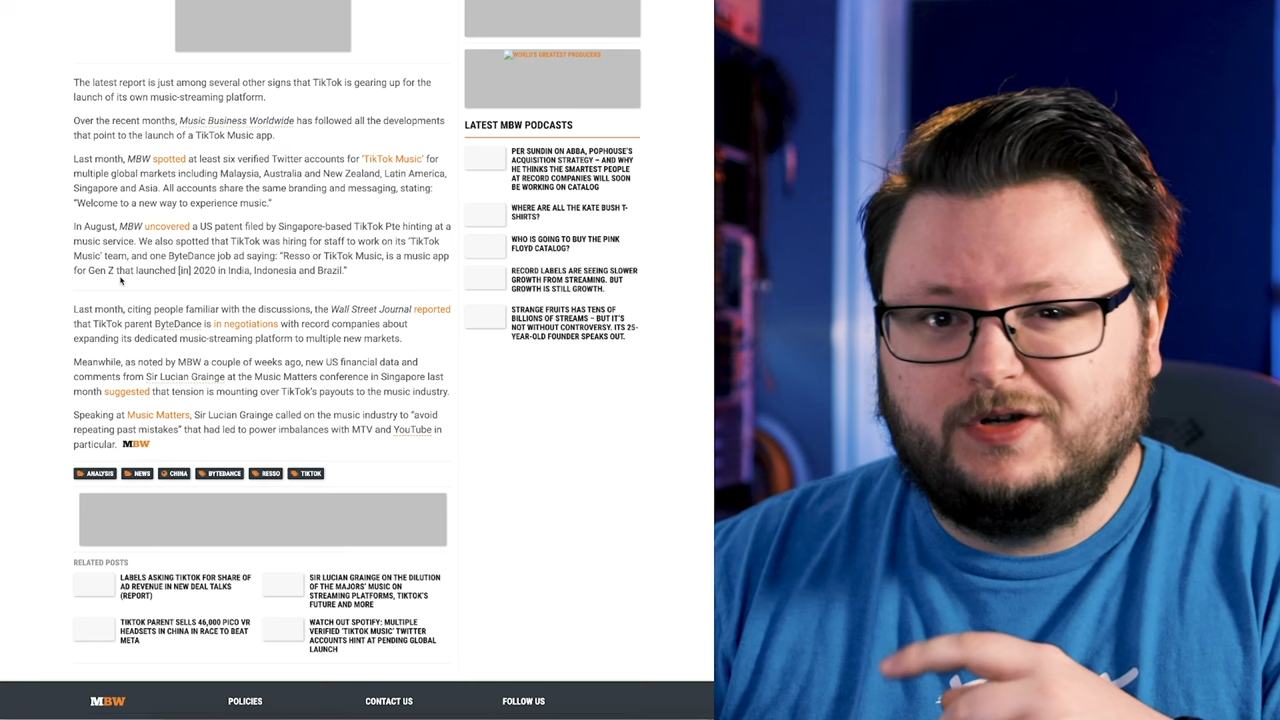 The latest report is just among several other signs that TikTok is gearing up for the
launch of its own music-streaming platform.
Over the recent months, Music Business Worldwide has followed all the developments
that point to the launch of a TikTok Music app.
Last month, MBW spotted at least six verified Twitter accounts for 'TikTok Music' for
multiple global markets including Malaysia, Australia and New Zealand, Latin America,
Singapore and Asia. All accounts share the same branding and messaging, stating:
“Welcome to a new way to experience music.”
In August, MBW uncovered a US patent filed by Singapore-based TikTok Pte hinting at a
music service. We also spotted that TikTok was hiring for staff to work on its ‘TikTok
Music’ team, and one ByteDance job ad saying: “Resso or TikTok Music, is a music app
for Gen Z that launched [in] 2020 in India, Indonesia and Brazil.”
Last month, citing people familiar with the discussions, the Wall Street Journal reported
that TikTok parent ByteDance is in negotiations with record companies about
expanding its dedicated music-streaming platform to multiple new markets.
Meanwhile, as noted by MBW a couple of weeks ago, new US financial data and
comments from Sir Lucian Grainge at the Music Matters conference in Singapore last
month suggested that tension is mounting over TikTok’s payouts to the music industry.
Speaking at Music Matters, Sir Lucian Grainge called on the music industry to “avoid
repeating past mistakes” that had led to power imbalances with MTV and YouTube in
particular. MBW
ANALYSIS NEWS CHINA BYTEDANCE RESSO TIKTOK
RELATED POSTS
LABELS ASKING TIKTOK FOR SHARE OF
AD REVENUE IN NEW DEAL TALKS
(REPORT)
SIR LUCIAN GRAINGE ON THE DILUTION
OF THE MAJORS’ MUSIC ON
STREAMING PLATFORMS, TIKTOK’S
FUTURE AND MORE
TIKTOK PARENT SELLS 46,000 PICO VR
HEADSETS IN CHINA IN RACE TO BEAT
META
WATCH OUT SPOTIFY: MULTIPLE
VERIFIED ‘TIKTOK MUSIC’ TWITTER
ACCOUNTS HINT AT PENDING GLOBAL
LAUNCH
WORLD'S GREATEST PRODUCERS
LATEST MBW PODCASTS
PER SUNDIN ON ABBA, POPHOUSE’S
ACQUISITION STRATEGY – AND WHY
HE THINKS THE SMARTEST PEOPLE
AT RECORD COMPANIES WILL SOON
BE WORKING ON CATALOG
WHERE ARE ALL THE KATE BUSH T-
SHIRTS?
WHO IS GOING TO BUY THE PINK
FLOYD CATALOG?
RECORD LABELS ARE SEEING SLOWER
GROWTH FROM STREAMING. BUT
GROWTH IS STILL GROWTH.
STRANGE FRUITS HAS TENS OF
BILLIONS OF STREAMS – BUT IT’S
NOT WITHOUT CONTROVERSY. ITS 25-
YEAR-OLD FOUNDER SPEAKS OUT.
MBW POLICIES CONTACT US FOLLOW US